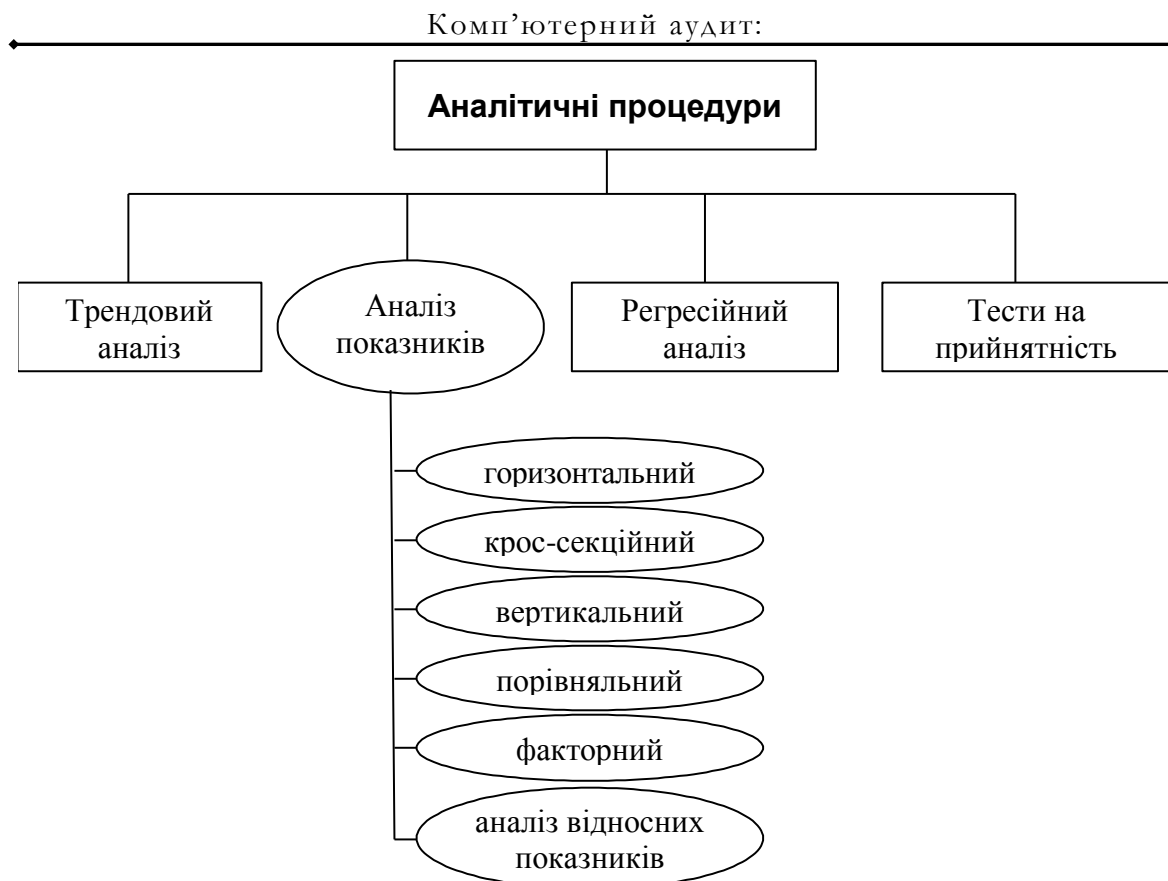 Комп’ютерний аудит:
Аналітичні процедури
Трендовий
аналіз
Аналіз
показників
Регресійний
аналіз
Тести на
прийнятність
горизонтальний
крос-секційний
вертикальний
порівняльний
факторний
аналіз відносних
показників